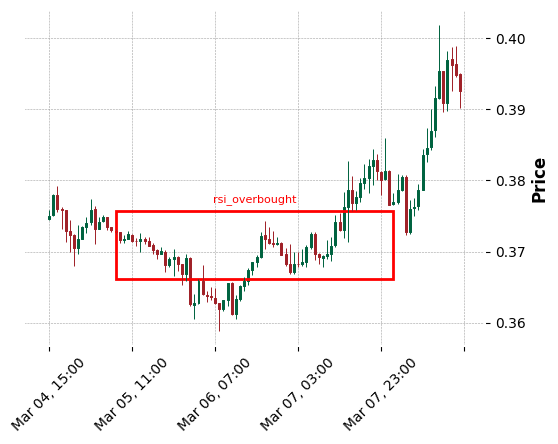 0.40
0.39
0.38
0.37
0.36
Price
rsi_overbought
Mar 04, 15:00
Mar 05, 11:00
Mar 06, 07:00
Mar 07, 03:00
Mar 07, 23:00